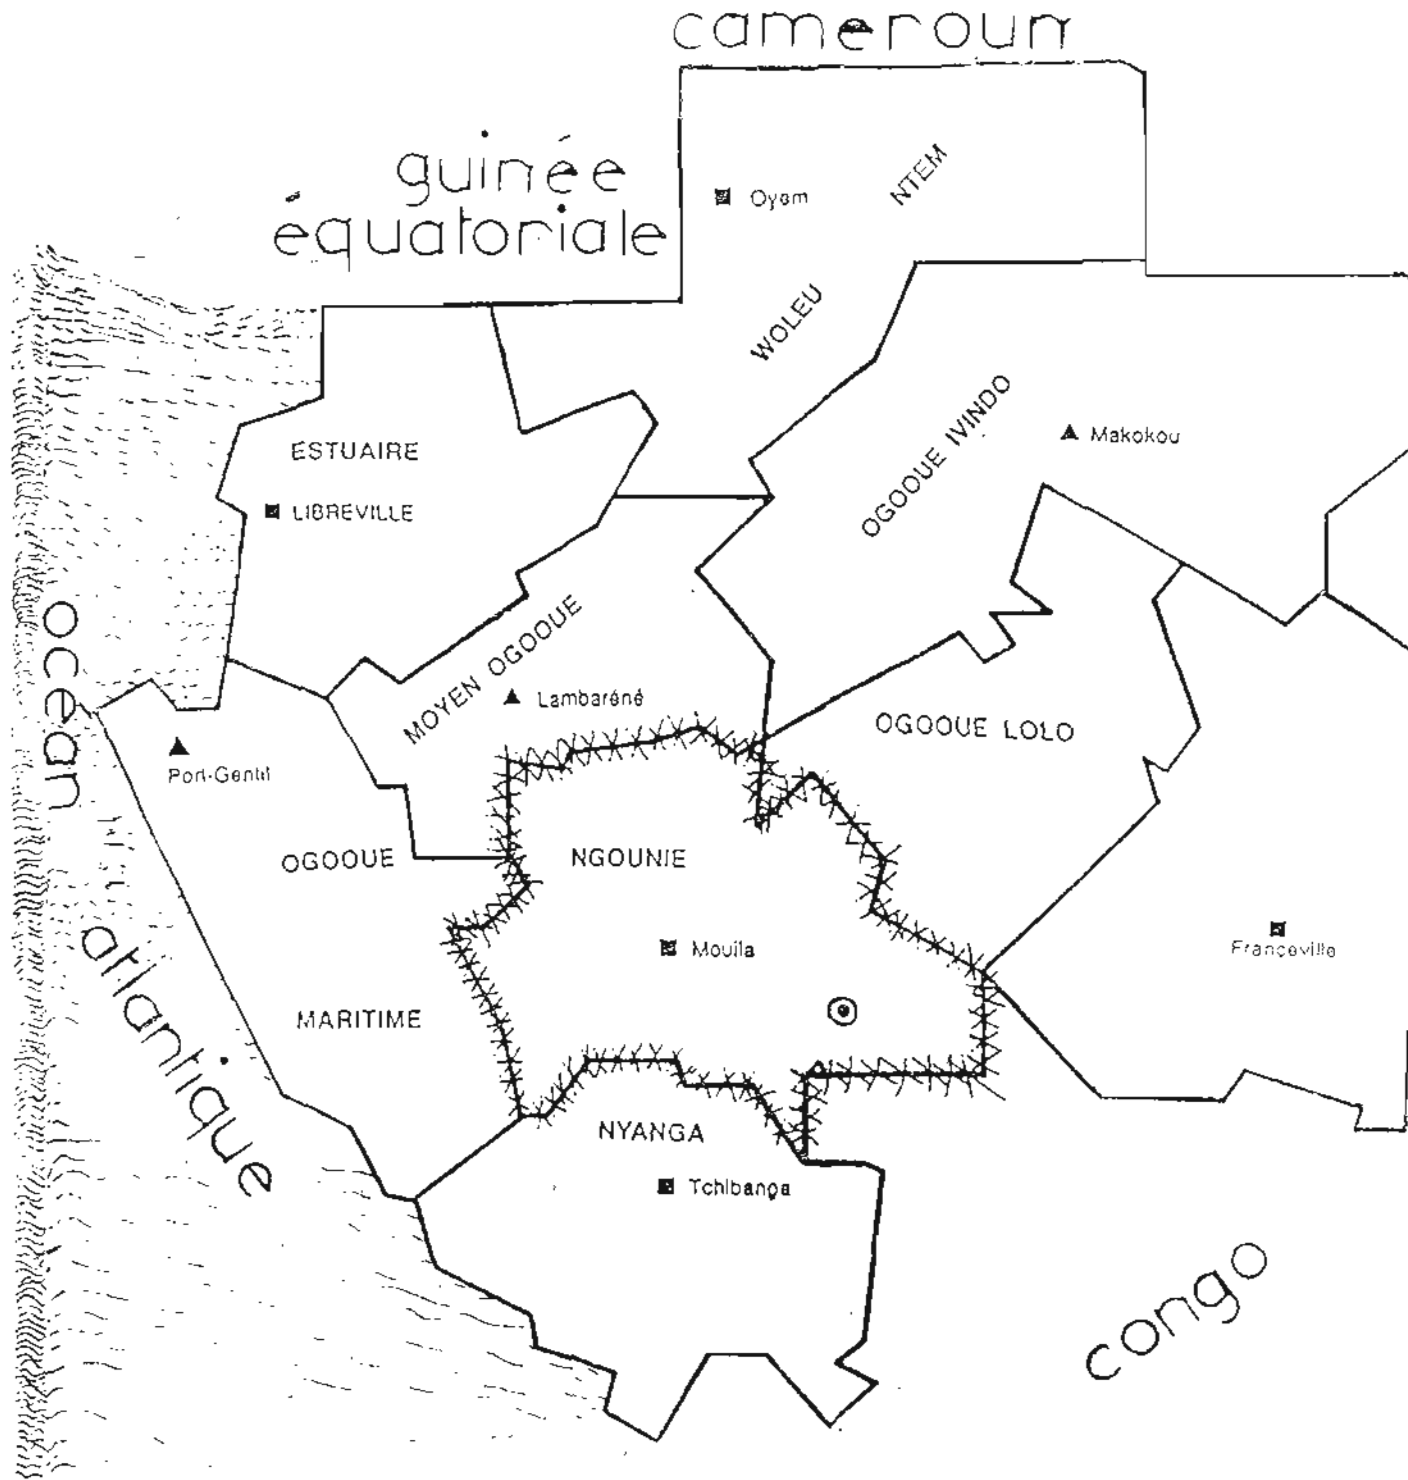 cameroun
guinée
équatoriale
Oyem
NTEM
WOLEU
ESTUAIRE
LIBREVILLE
OGOOUE IVINDO
Makokou
MOYEN OGOOUE
Lambaréné
OGOOUE LOLO
océan
atlantique
Port-Gentil
OGOOUE
MARITIME
NGOUNIE
Mouila
Françeville
NYANGA
Tchibanga
congo